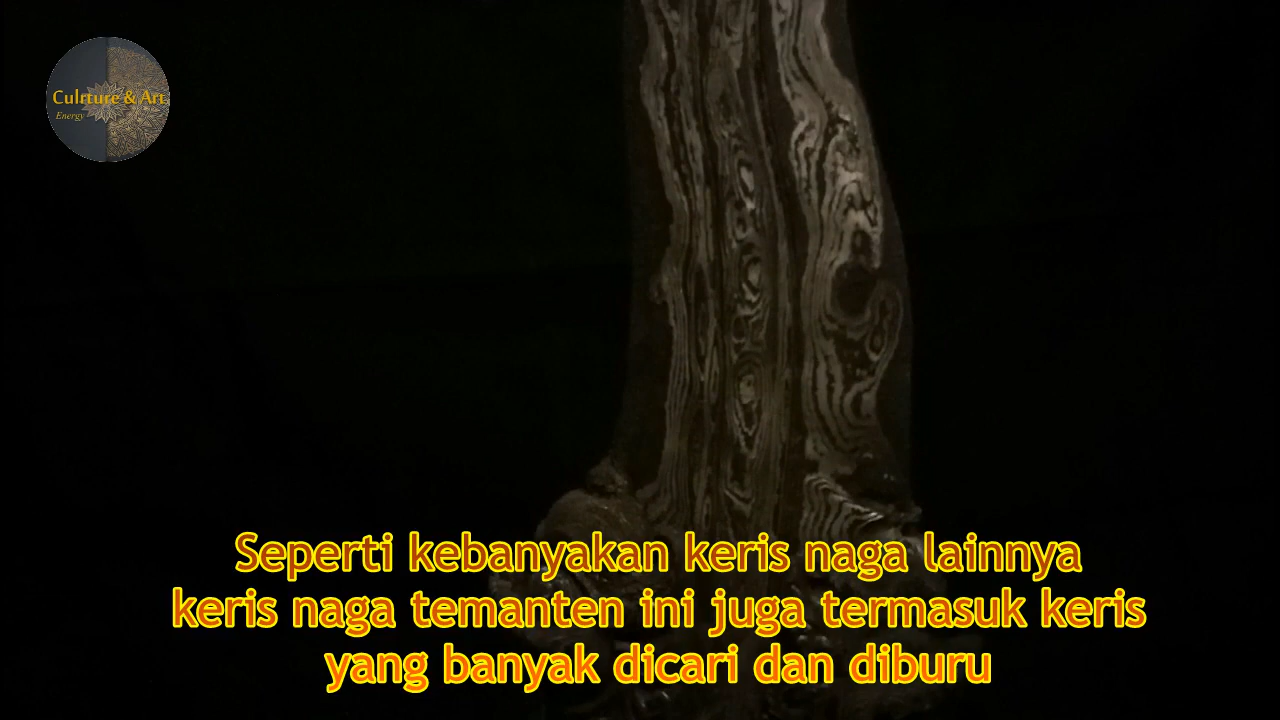 Culrture & Art
Energy
Seperti kebanyakan keris naga lainnya
keris naga temanten ini juga termasuk keris
yang banyak dicari dan diburu